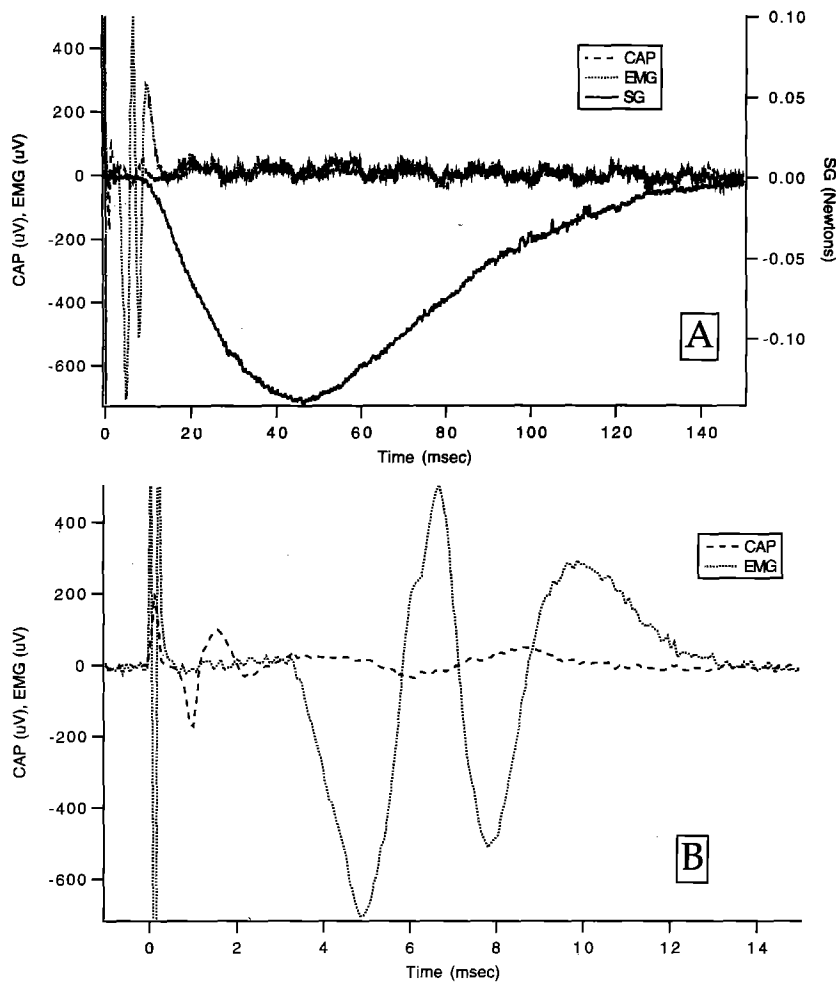 400
200
0
-200
-400
-600
CAP (uV), EMG (uV)
0.10
0.05
0.00
-0.05
-0.10
SG (Newtons)
CAP
EMG
SG
A
0
20
40
60
80
100
120
140
Time (msec)
400
200
0
-200
-400
-600
CAP (uV), EMG (uV)
CAP
EMG
B
0
2
4
6
8
10
12
14
Time (msec)